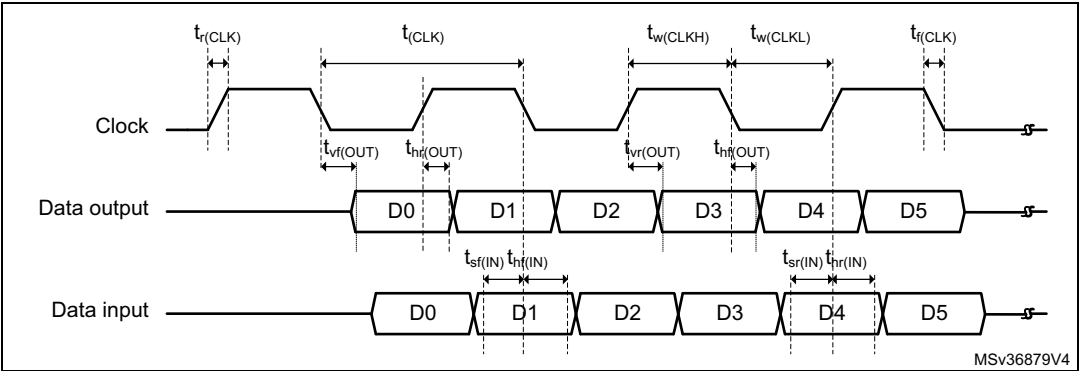 tr(CLK) t(CLK) tw(CLKH) tw(CLKL) tf(CLK)
Clock
tvf(OUT) thr(OUT) tvr(OUT) thf(OUT)
Data output D0 D1 D2 D3 D4 D5
tsf(IN) thf(IN) tsr(IN) thr(IN)
Data input D0 D1 D2 D3 D4 D5
MSv36879V4